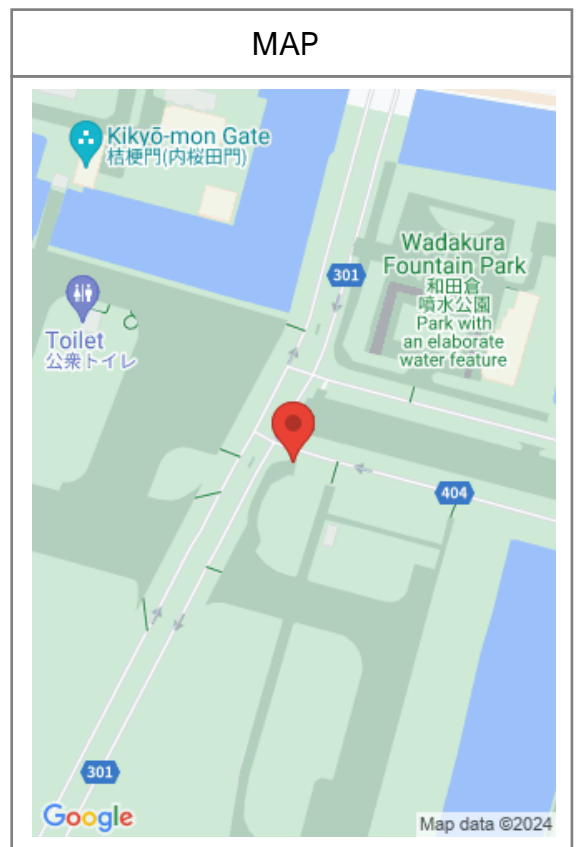 MAP
Kikyō-mon Gate
桔梗門(内桜田門)
Wadakura
Fountain Park
和田倉
噴水公園
Park with
an elaborate
water feature
301
Toilet
公衆トイレ
404
301
Google
Map data ©2024